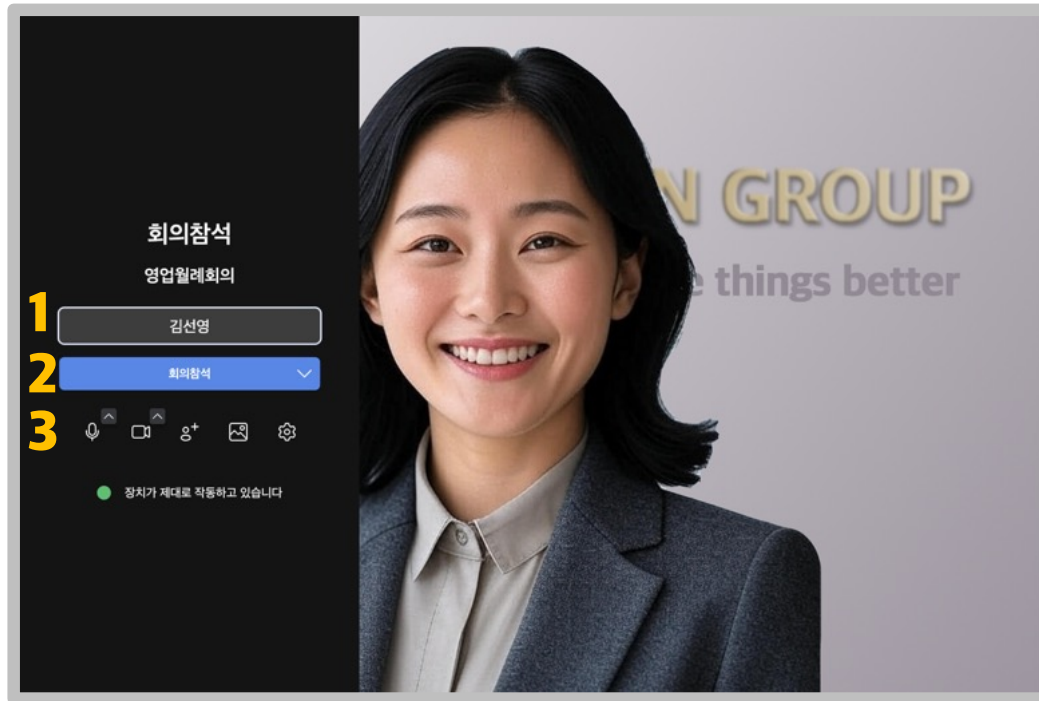 회의참석
영업월례회의
1
김선영
2
회의참석
3
장치가 제대로 작동하고 있습니다
N GROUP
things better